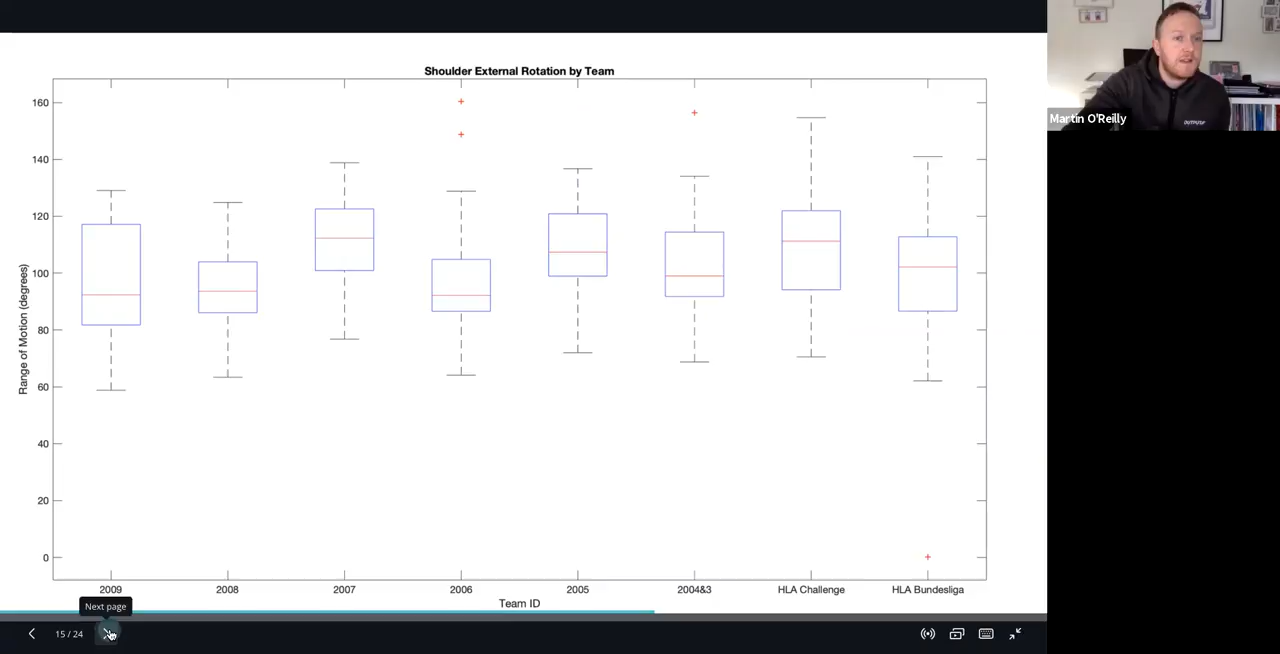 Shoulder External Rotation by Team
160
140
120
100
80
60
40
20
0
Range of Motion (degrees)
2009 2008 2007 2006 2005 2004&3 HLA Challenge HLA Bundesliga
Team ID
Next page
15 / 24
Martin O'Reilly
OUTPUT